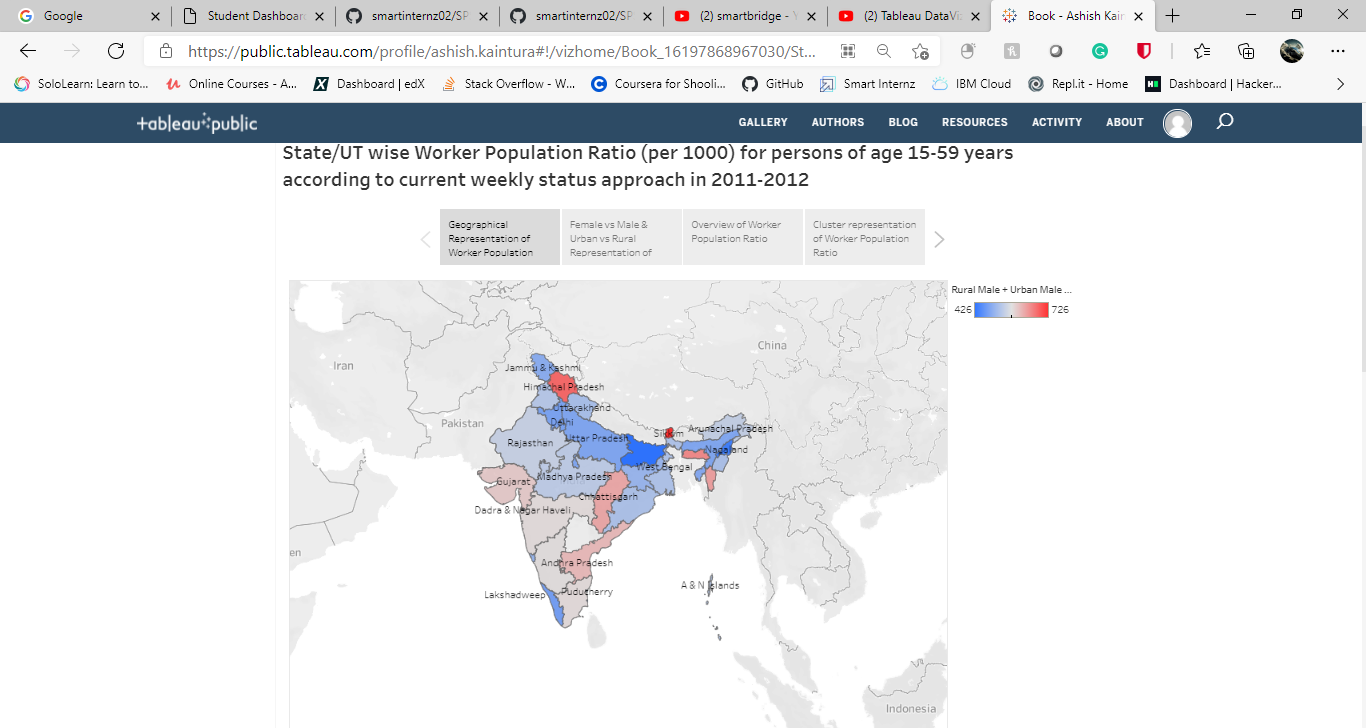 Google
Student Dashboard
smartinternz02/SP
smartinternz02/SP
(2) smartbridge - Y
(2) Tableau DataVi
Book - Ashish Kain
https://public.tableau.com/profile/ashish.kaintura#!/vizhome/Book_16197868967030/St...
SoloLearn: Learn to...
Online Courses - A...
Dashboard | edX
Stack Overflow - W...
Coursera for Shooli...
GitHub
Smart Internz
IBM Cloud
Repl.it - Home
Dashboard | Hacker...
+ableau public
GALLERY
AUTHORS
BLOG
RESOURCES
ACTIVITY
ABOUT
State/UT wise Worker Population Ratio (per 1000) for persons of age 15-59 years
according to current weekly status approach in 2011-2012
Geographical
Representation of
Worker Population
Female vs Male &
Urban vs Rural
Representation of
Overview of Worker
Population Ratio
Cluster representation
of Worker Population
Ratio
Rural Male + Urban Male ...
426
726
China
Iran
Jammu & Kashmi
Himachal Pradesh
Uttarakhand
Pakistan
Delhi
Sikkim
Arunachal Pradesh
Rajasthan
Uttar Pradesh
Nagaland
West Bengal
Gujarat
Madhya Pradesh
Chhattisgarh
Dadra & Nagar Haveli
en
Andhra Pradesh
A & N Islands
Lakshadweep
Puducherry
Indonesia